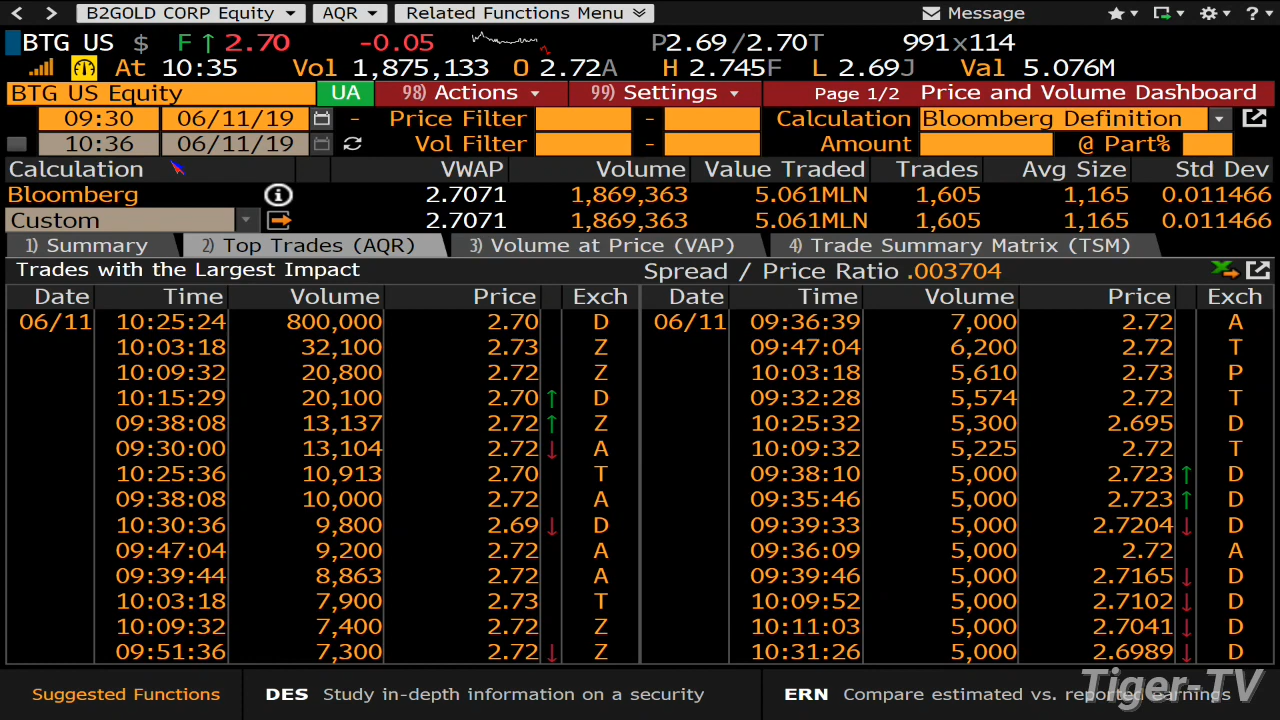 B2GOLD CORP Equity AQR Related Functions Menu Message ?
BTG US $ F ↑ 2.70 -0.05 P2.69/2.70T 991x114
At 10:35 Vol 1,875,133 O 2.72A H 2.745F L 2.69J Val 5.076M
BTG US Equity UA 98) Actions 99) Settings Page 1/2 Price and Volume Dashboard
09:30 06/11/19 - Price Filter - Calculation Bloomberg Definition
10:36 06/11/19 Vol Filter - Amount @ Part%
Calculation VWAP Volume Value Traded Trades Avg Size Std Dev
Bloomberg 2.7071 1,869,363 5.061MLN 1,605 1,165 0.011466
Custom 2.7071 1,869,363 5.061MLN 1,605 1,165 0.011466
1) Summary 2) Top Trades (AQR) 3) Volume at Price (VAP) 4) Trade Summary Matrix (TSM)
Trades with the Largest Impact Spread / Price Ratio .003704
Date Time Volume Price Exch Date Time Volume Price Exch
06/11 10:25:24 800,000 2.70 D 06/11 09:36:39 7,000 2.72 A
10:03:18 32,100 2.73 Z 09:47:04 6,200 2.72 T
10:09:32 20,800 2.72 Z 10:03:18 5,610 2.73 P
10:15:29 20,100 2.70 ↑ D 09:32:28 5,574 2.72 T
09:38:08 13,137 2.72 ↑ Z 10:25:32 5,300 2.695 D
09:30:00 13,104 2.72 ↓ A 10:09:32 5,225 2.72 T
10:25:36 10,913 2.70 T 09:38:10 5,000 2.723 ↑ D
09:38:08 10,000 2.72 A 09:35:46 5,000 2.723 ↑ D
10:30:36 9,800 2.69 ↓ D 09:39:33 5,000 2.7204 ↓ D
09:47:04 9,200 2.72 A 09:36:09 5,000 2.72 A
09:39:44 8,863 2.72 A 09:39:46 5,000 2.7165 ↓ D
10:03:18 7,900 2.73 T 10:09:52 5,000 2.7102 ↓ D
10:09:32 7,400 2.72 Z 10:11:03 5,000 2.7041 ↓ D
09:51:36 7,300 2.72 ↓ Z 10:31:26 5,000 2.6989 ↓ D
Suggested Functions DES Study in-depth information on a security ERN Compare estimated vs. reported earnings
Tiger-TV